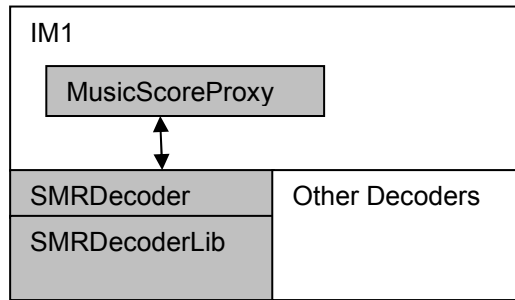 IM1
MusicScoreProxy
SMRDecoder
Other Decoders
SMRDecoderLib